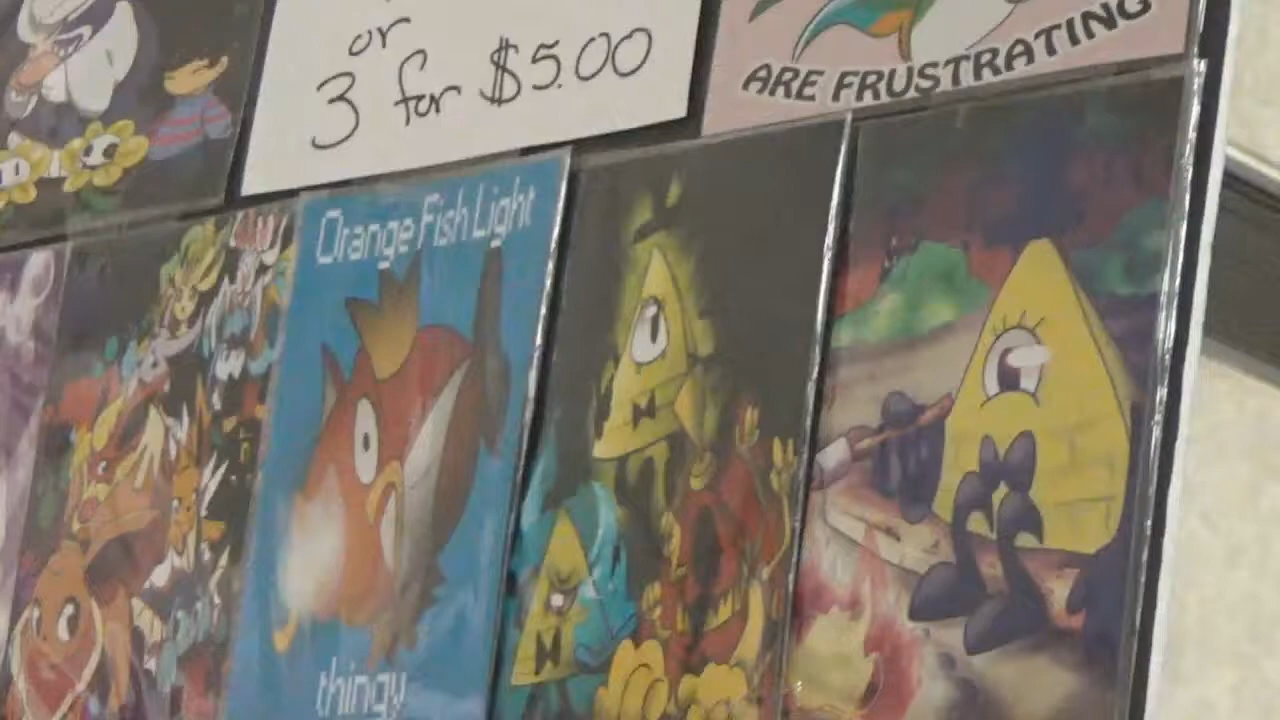 or
3 for $5.00
ARE FRUSTRATING
Orange Fish Light
thingy